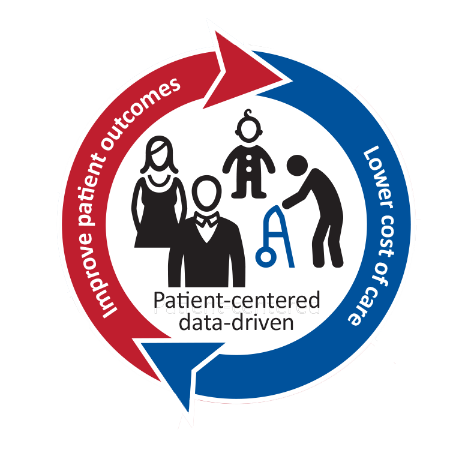 Improve patient outcomes
Lower cost of care
Patient-centered
data-driven